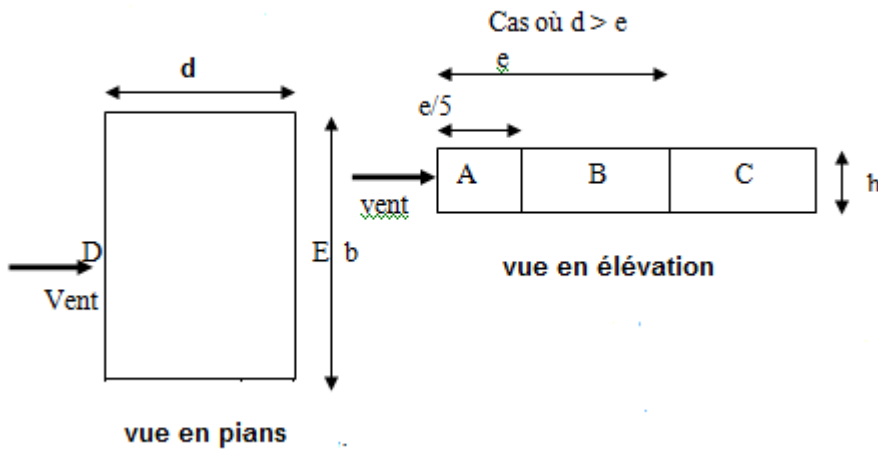 Cas où d > e
d
e
e/5
A
B
C
h
vent
D
E
b
Vent
vue en élévation
vue en pians